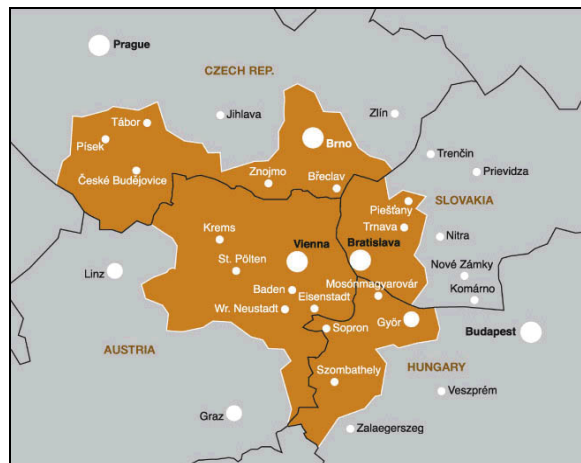 Prague
CZECH REP.
Tábor
Jihlava
Zlín
Písek
Brno
Trenčín
České Budějovice
Znojmo
Břeclav
Prievidza
Piešťany
SLOVAKIA
Krems
Trnava
Nitra
Vienna
Bratislava
St. Pölten
Linz
Nové Zámky
Mosónmagyarovár
Baden
Eisenstadt
Komárno
Wr. Neustadt
Győr
Sopron
Budapest
AUSTRIA
Szombathely
HUNGARY
Veszprém
Graz
Zalaegerszeg